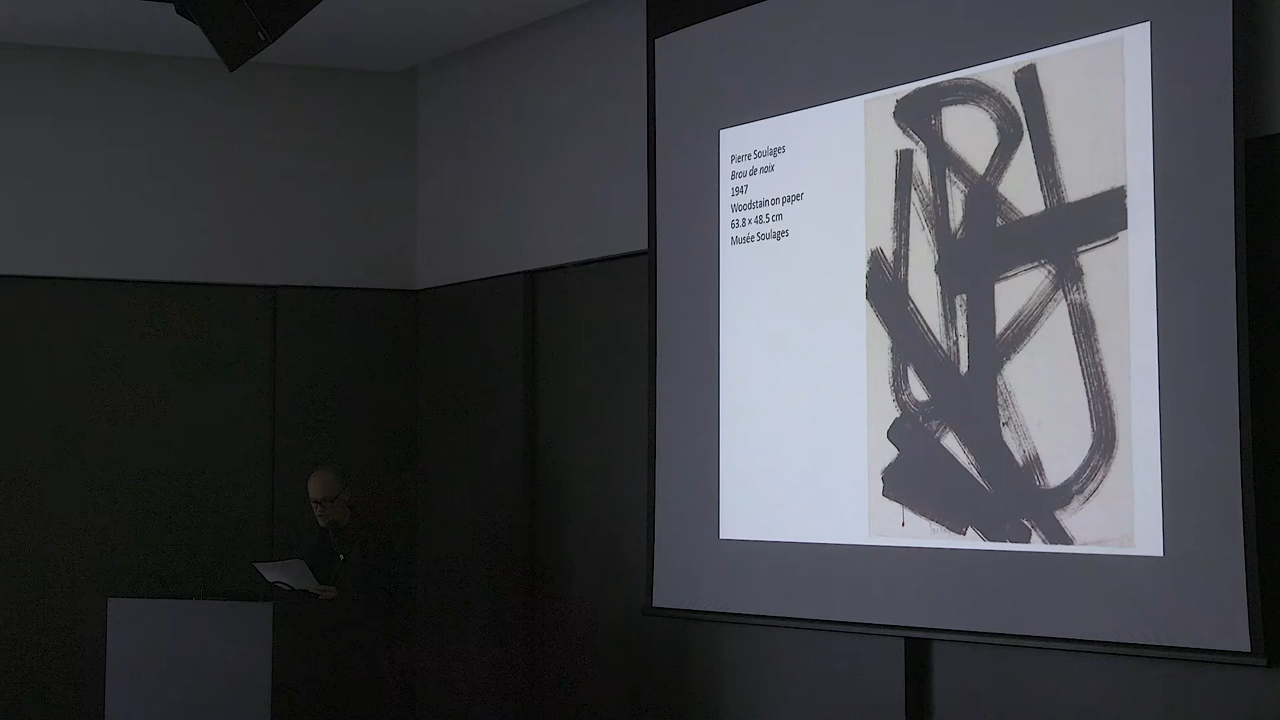 Pierre Soulages
Brou de noix
1947
Woodstain on paper
63.8 x 48.5 cm
Musée Soulages